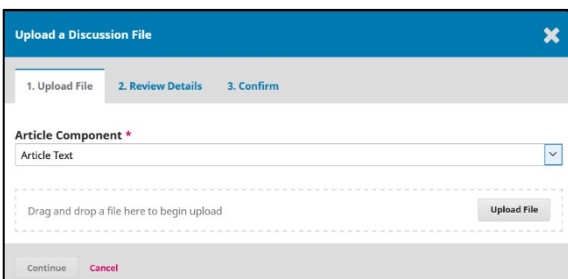 Upload a Discussion File
1. Upload File 2. Review Details 3. Confirm
Article Component *
Article Text
Drag and drop a file here to begin upload Upload File
Continue Cancel